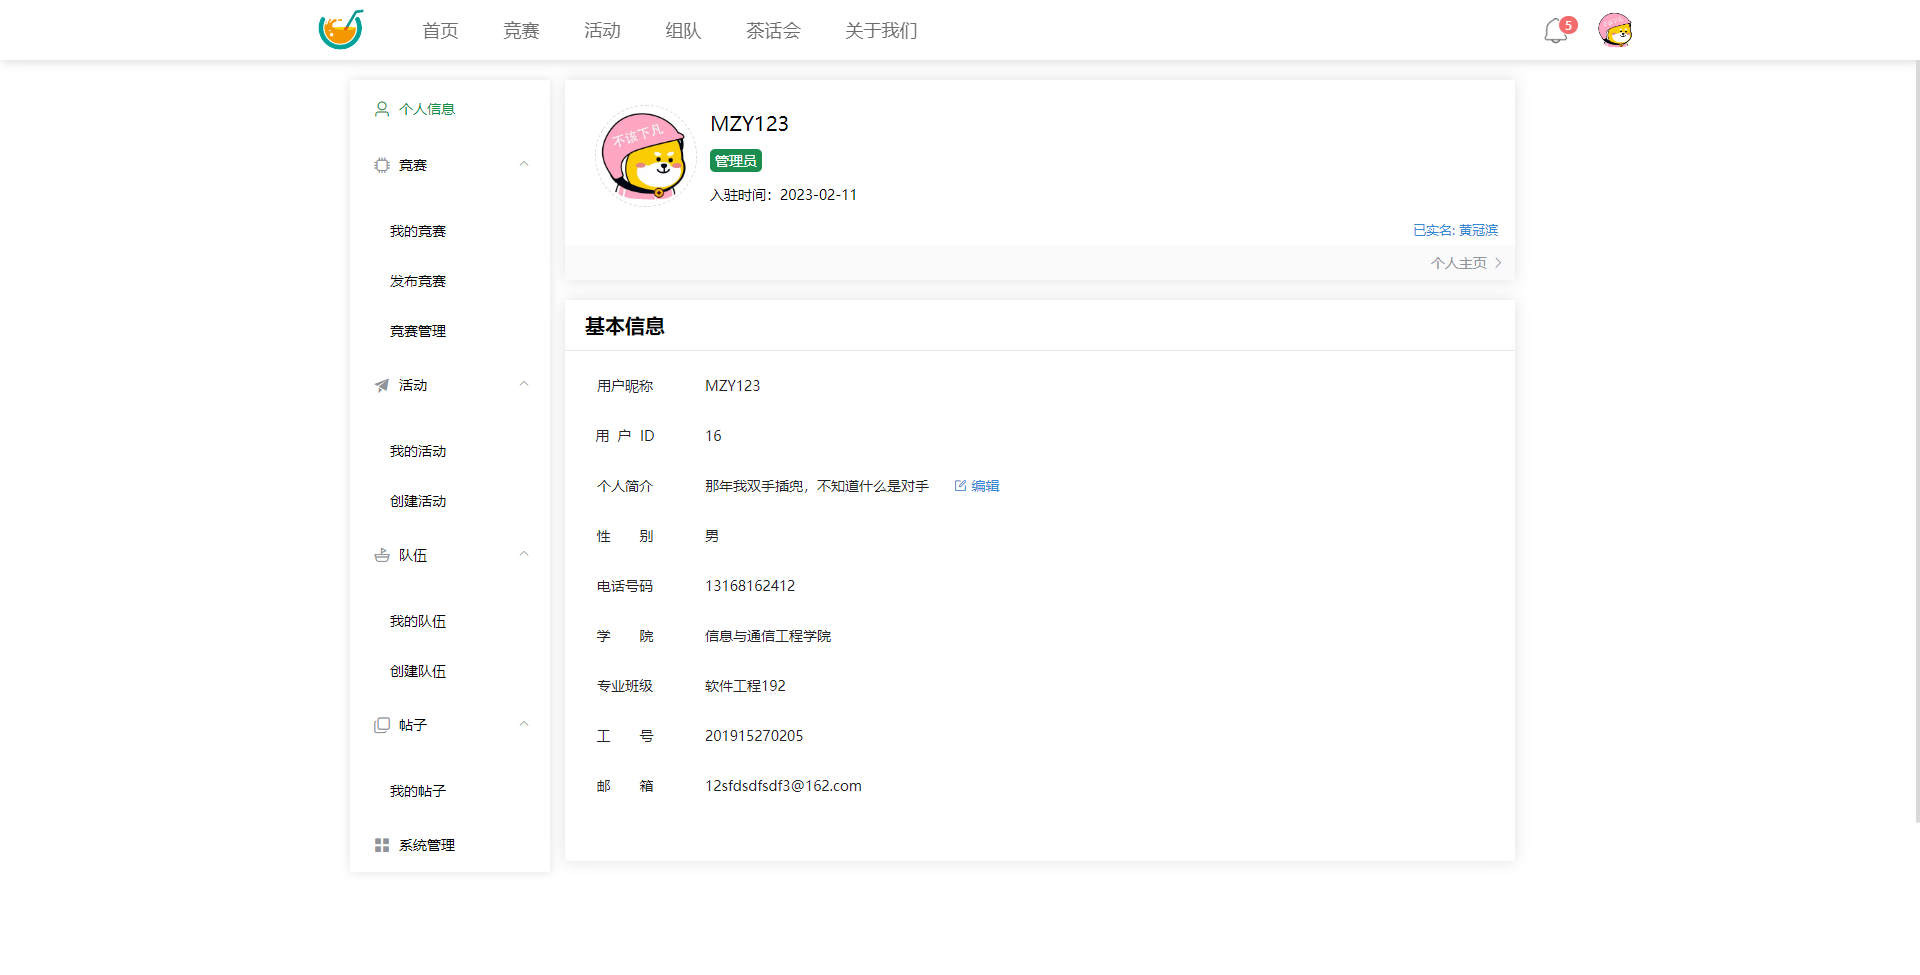 首页 竞赛 活动 组队 茶话会 关于我们 5
个人信息
竞赛
我的竞赛
发布竞赛
竞赛管理
活动
我的活动
创建活动
队伍
我的队伍
创建队伍
帖子
我的帖子
系统管理
不该下凡
MZY123
管理员
入驻时间：2023-02-11
已实名: 黄冠滨
个人主页
基本信息
用户昵称 MZY123
用 户 ID 16
个人简介 那年我双手插兜，不知道什么是对手 编辑
性 别 男
电话号码 13168162412
学 院 信息与通信工程学院
专业班级 软件工程192
工 号 201915270205
邮 箱 12sfdsdfsdf3@162.com